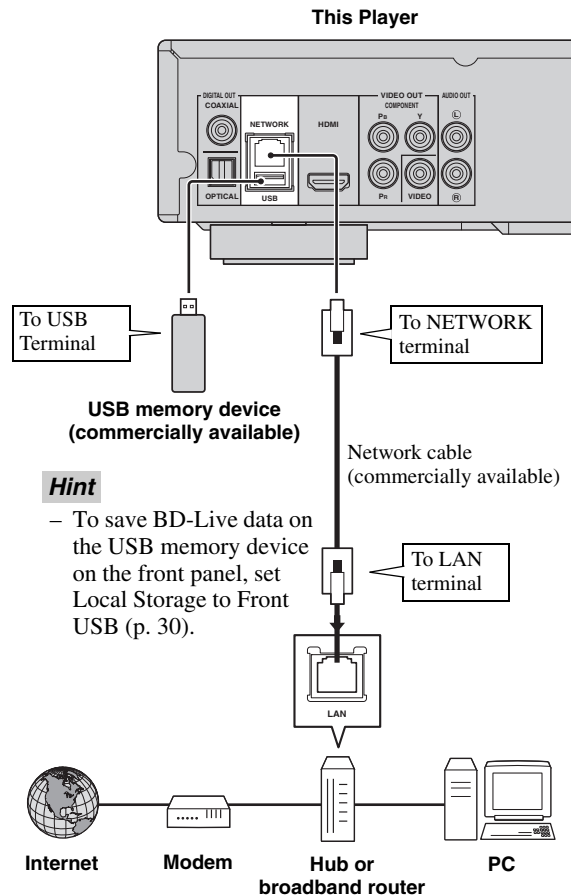 This Player
DIGITAL OUT
COAXIAL
OPTICAL
NETWORK
USB
HDMI
VIDEO OUT
COMPONENT
PB
Y
PR
VIDEO
AUDIO OUT
L
R
To USB
Terminal
To NETWORK
terminal
USB memory device
(commercially available)
Network cable
(commercially available)
Hint
– To save BD-Live data on
the USB memory device
on the front panel, set
Local Storage to Front
USB (p. 30).
To LAN
terminal
LAN
Internet
Modem
Hub or
broadband router
PC